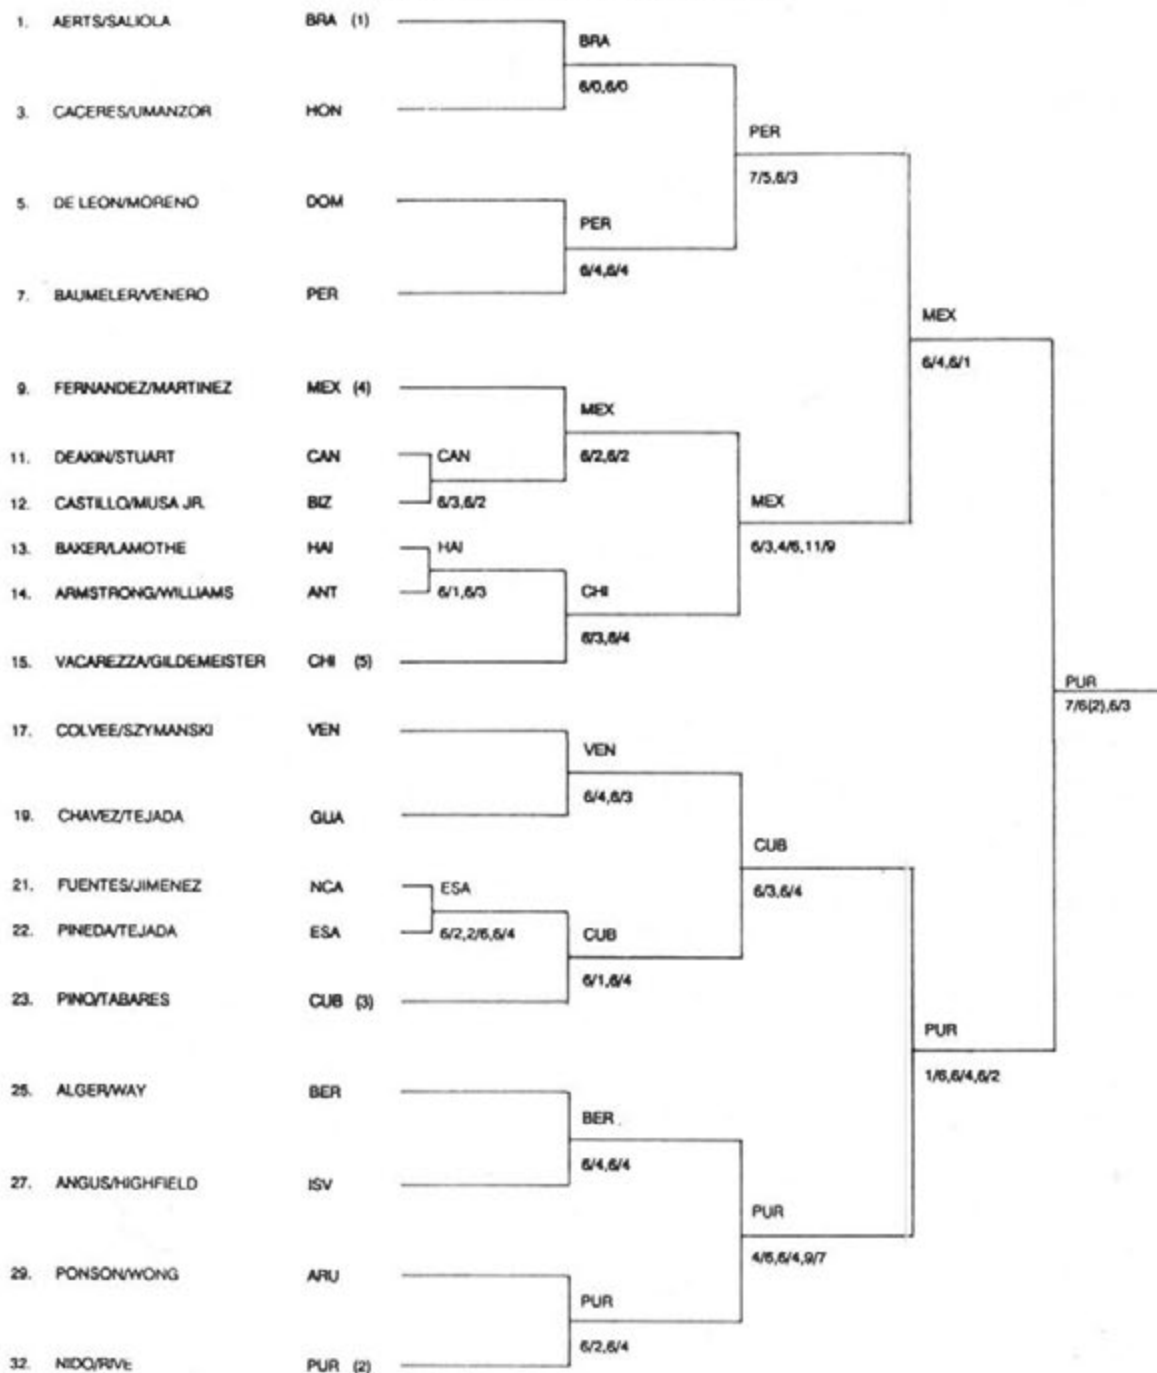 1. AERTS/SALIOLA BRA (1)
BRA
6/0,6/0
3. CACERES/UMANZOR HON
PER
7/5,6/3
5. DE LEON/MORENO DOM
PER
6/4,6/4
7. BAUMELER/VENERO PER
MEX
6/4,6/1
9. FERNANDEZ/MARTINEZ MEX (4)
MEX
6/2,6/2
11. DEAKIN/STUART CAN
CAN
6/3,6/2
12. CASTILLO/MUSA JR. BIZ
MEX
6/3,4/6,11/9
13. BAKER/LAMOTHE HAI
HAI
6/1,6/3
14. ARMSTRONG/WILLIAMS ANT
CHI
6/3,6/4
15. VACAREZZA/GILDEMEISTER CHI (5)
PUR
7/6(2),6/3
17. COLVEE/SZYMANSKI VEN
VEN
6/4,6/3
19. CHAVEZ/TEJADA GUA
CUB
6/3,6/4
21. FUENTES/JIMENEZ NCA
ESA
6/2,2/6,6/4
22. PINEDA/TEJADA ESA
CUB
6/1,6/4
23. PINO/TABARES CUB (3)
PUR
1/6,6/4,6/2
25. ALGER/WAY BER
BER
6/4,6/4
27. ANGUS/HIGHFIELD ISV
PUR
4/6,6/4,9/7
29. PONSON/WONG ARU
PUR
6/2,6/4
32. NIDO/RIVE PUR (2)